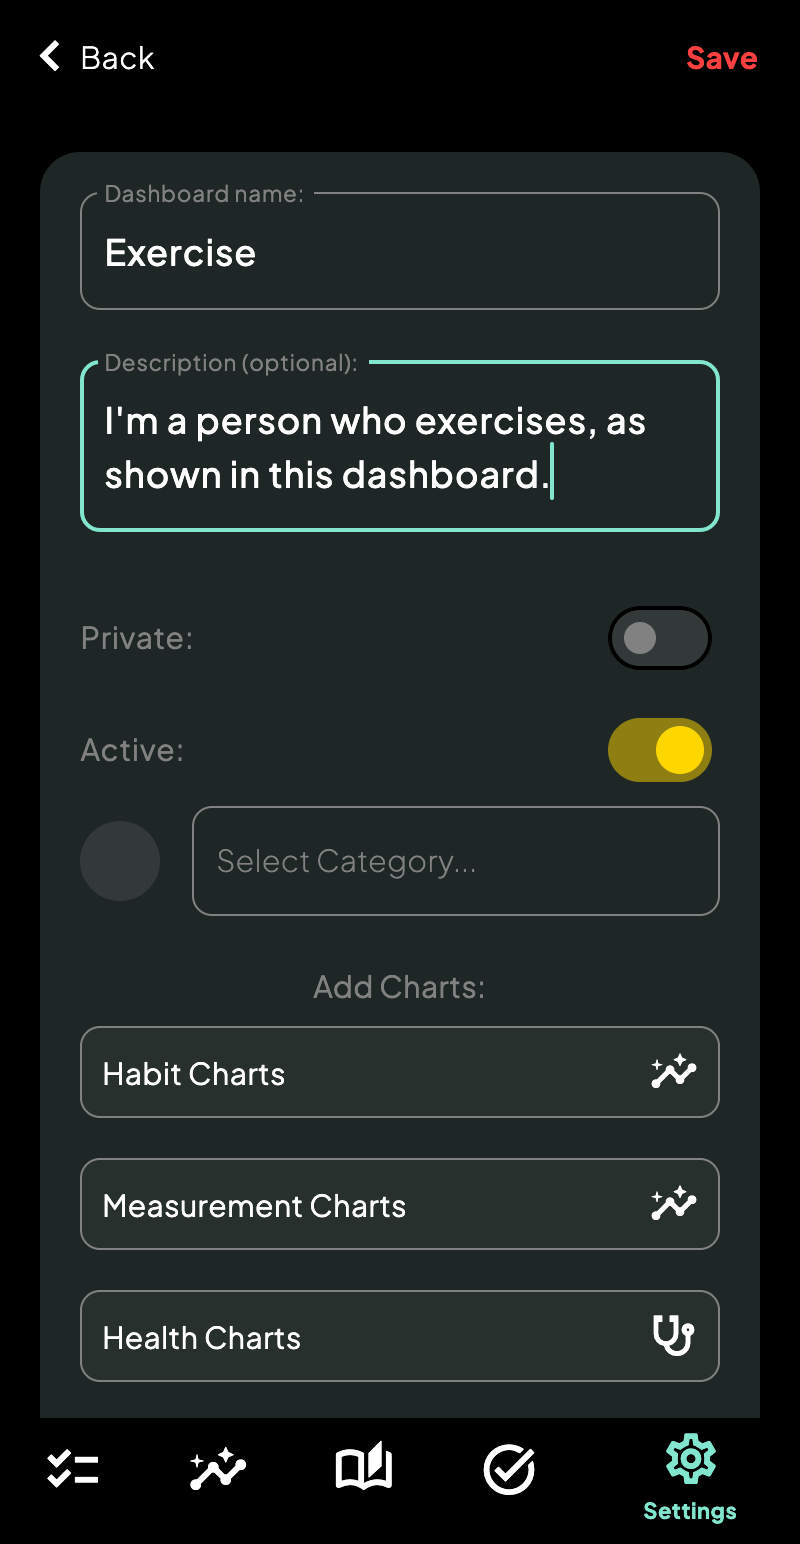 Back
Save
Dashboard name:
Exercise
Description (optional):
I'm a person who exercises, as
shown in this dashboard.
Private:
Active:
Select Category...
Add Charts:
Habit Charts
Measurement Charts
Health Charts
Settings